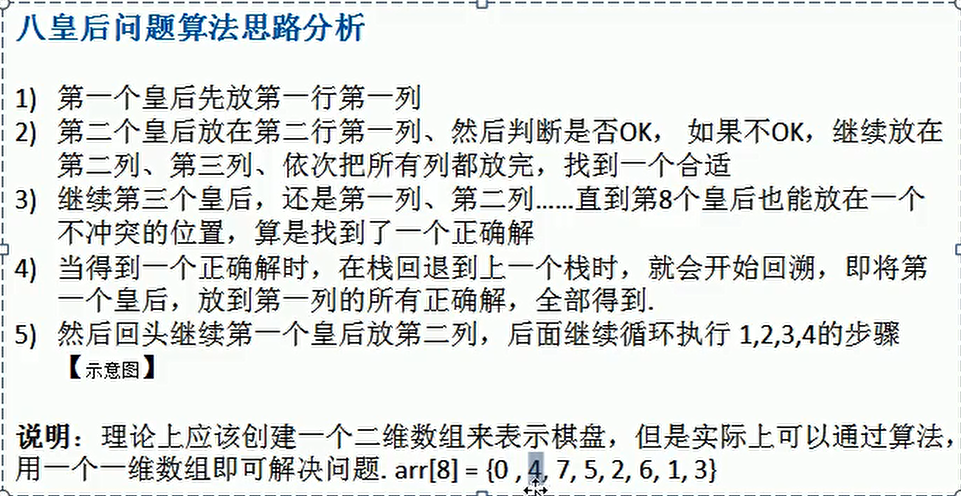 八皇后问题算法思路分析
1) 第一个皇后先放第一行第一列
2) 第二个皇后放在第二行第一列、然后判断是否OK， 如果不OK，继续放在
第二列、第三列、依次把所有列都放完，找到一个合适
3) 继续第三个皇后，还是第一列、第二列……直到第8个皇后也能放在一个
不冲突的位置，算是找到了一个正确解
4) 当得到一个正确解时，在栈回退到上一个栈时，就会开始回溯，即将第
一个皇后，放到第一列的所有正确解，全部得到.
5) 然后回头继续第一个皇后放第二列，后面继续循环执行 1,2,3,4的步骤
【示意图】
说明：理论上应该创建一个二维数组来表示棋盘，但是实际上可以通过算法，
用一个一维数组即可解决问题. arr[8] = {0 , 4, 7, 5, 2, 6, 1, 3}